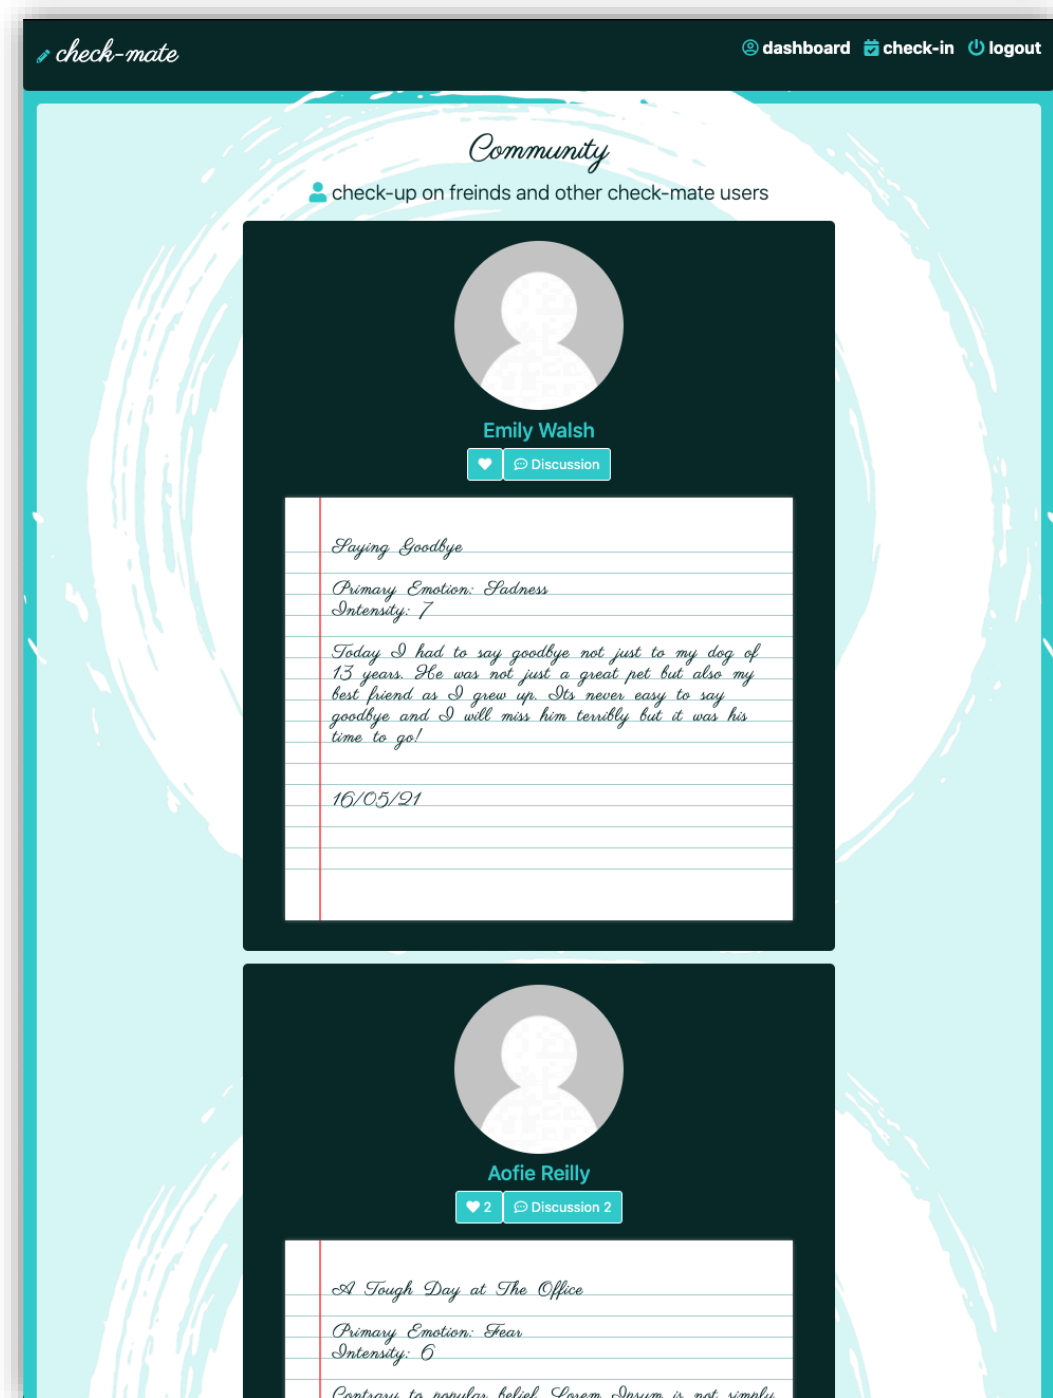 check-mate
dashboard check-in logout
Community
check-up on freinds and other check-mate users
Emily Walsh
Discussion
Saying Goodbye
Primary Emotion: Sadness
Intensity: 7
Today I had to say goodbye not just to my dog of
13 years. He was not just a great pet but also my
best friend as I grew up. Its never easy to say
goodbye and I will miss him terribly but it was his
time to go!
16/05/21
Aofie Reilly
2 Discussion 2
A Tough Day at The Office
Primary Emotion: Fear
Intensity: 6
Contrary to popular belief, Lorem Ipsum is not simply